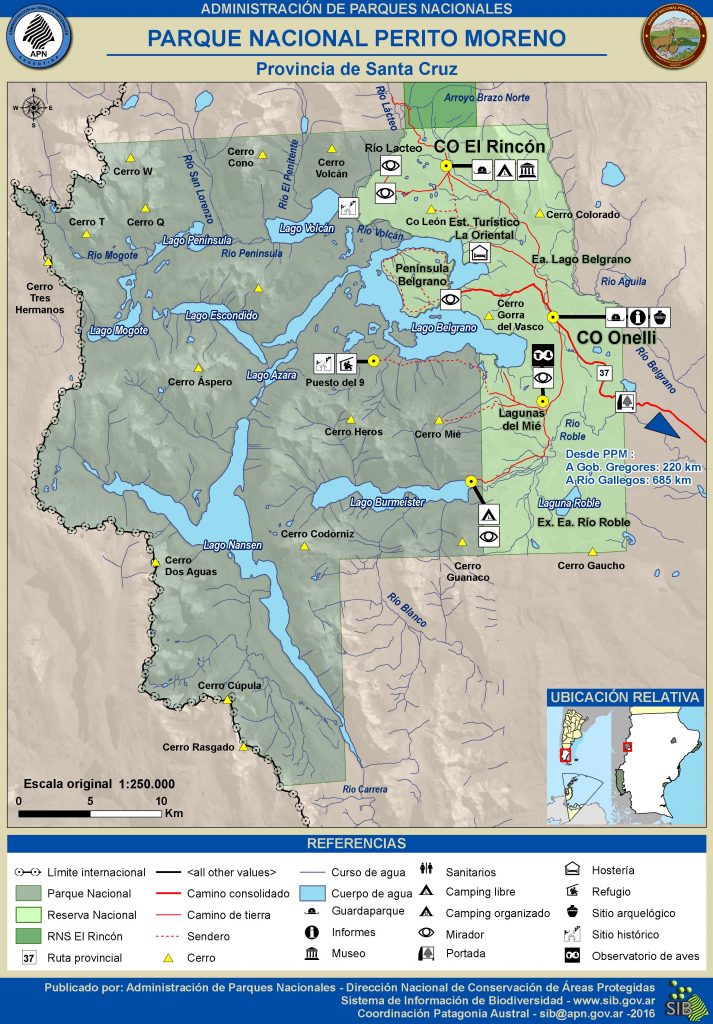 ADMINISTRACIÓN DE PARQUES NACIONALES
PARQUE NACIONAL PERITO MORENO
Provincia de Santa Cruz
APN
N
W
E
S
Río Lácteo
Arroyo Brazo Norte
Río Lacteo
CO El Rincón
Cerro W
Cerro
Cono
Cerro
Volcán
Río San Lorenzo
Río El Penitente
Cerro T
Cerro Q
Co León
Est. Turístico
La Oriental
Cerro Colorado
Lago Volcán
Río Volcán
Lago Península
Río Mogote
Río Peninsula
Ea. Lago Belgrano
Península
Belgrano
Río Aguila
Cerro
Tres
Hermanos
Lago Mogote
Lago Escondido
Lago Belgrano
Cerro
Gorra
del Vasco
CO Onelli
Río Belgrano
Lago Azara
Puesto del 9
Cerro Aspero
37
Lagunas
del Mié
Cerro Heros
Cerro Mié
Río
Roble
Desde PPM :
A Gob. Gregores: 220 km
A Río Gallegos: 685 km
Lago Burmeister
Laguna Roble
Ex. Ea. Río Roble
Lago Nansen
Cerro Codorniz
Cerro
Dos Aguas
Cerro
Guanaco
Cerro Gaucho
Río Blanco
Cerro Cúpula
Cerro Rasgado
UBICACIÓN RELATIVA
Río Carrera
Escala original 1:250.000
0 5 10
Km
REFERENCIAS
Límite internacional
Parque Nacional
Reserva Nacional
RNS El Rincón
37 Ruta provincial
<all other values>
Camino consolidado
Camino de tierra
Sendero
Cerro
Curso de agua
Cuerpo de agua
Guardaparque
Informes
Museo
Sanitarios
Camping libre
Camping organizado
Mirador
Portada
Hostería
Refugio
Sitio arquelógico
Sitio histórico
Observatorio de aves
Publicado por: Administración de Parques Nacionales - Dirección Nacional de Conservación de Áreas Protegidas
Sistema de Información de Biodiversidad - www.sib.gov.ar
Coordinación Patagonia Austral - sib@apn.gov.ar -2016
SIB